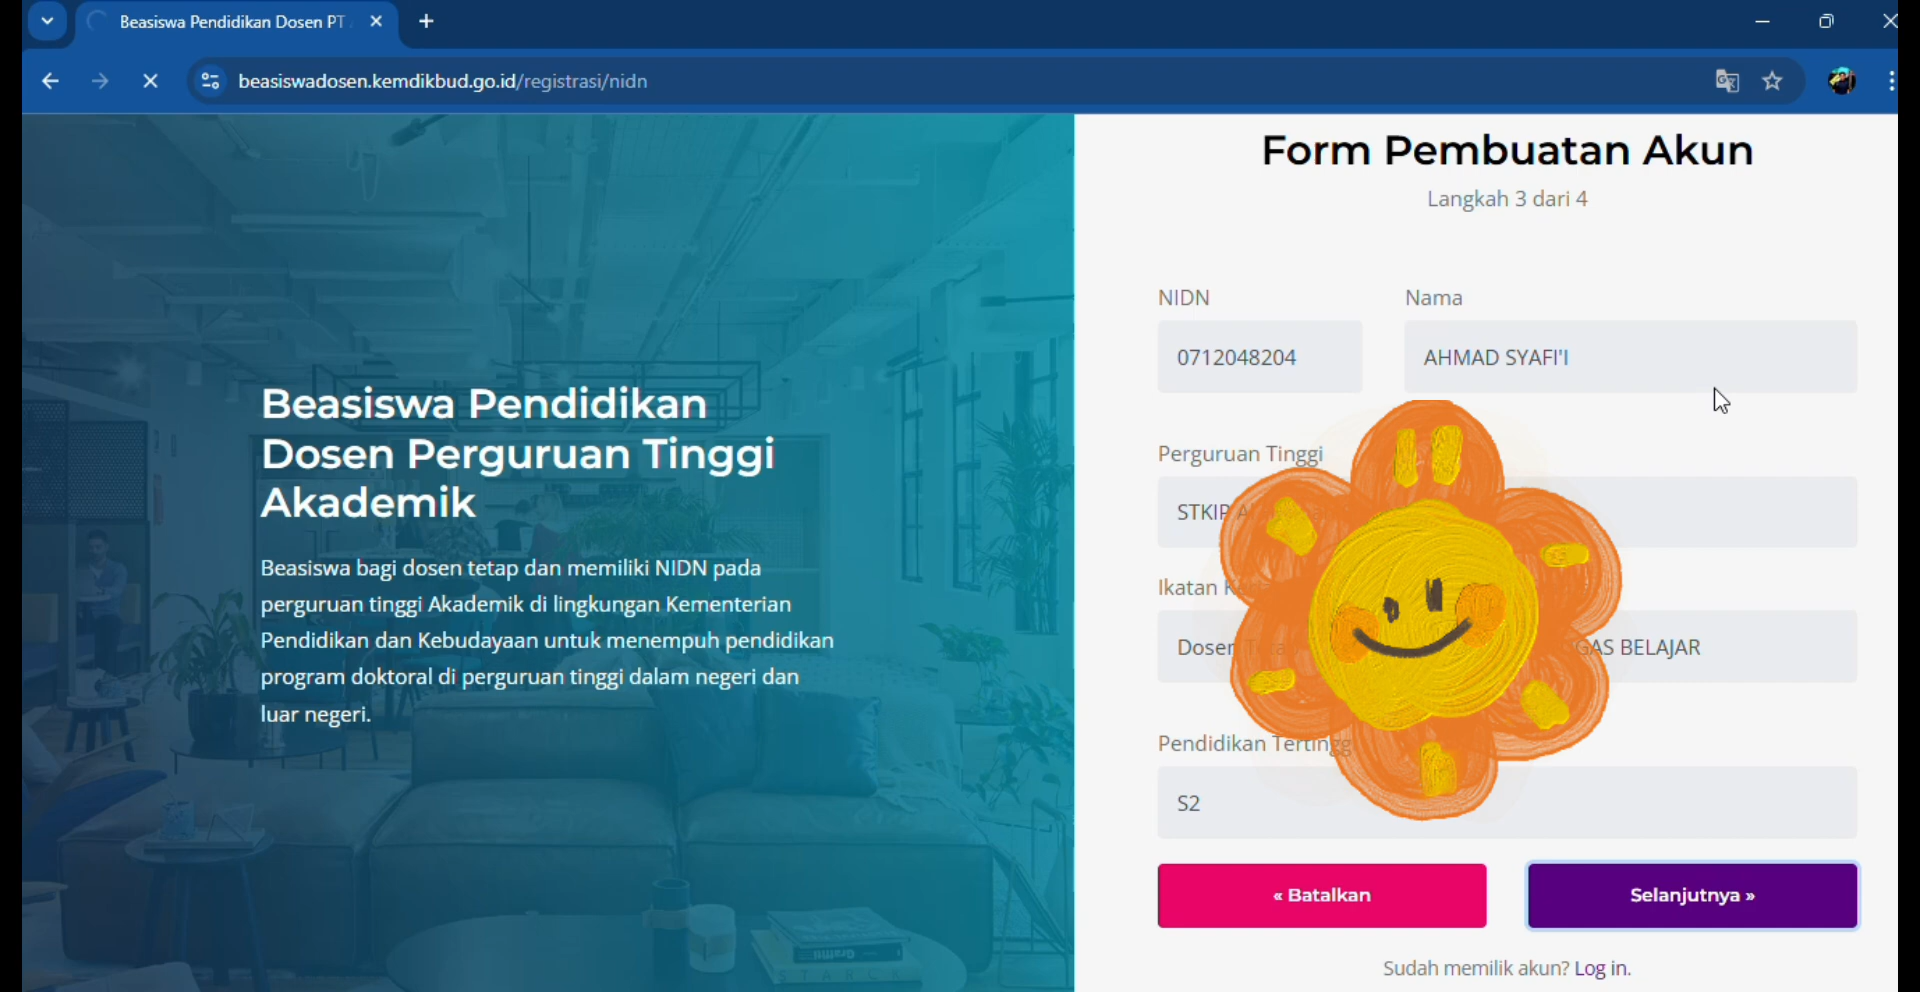 Beasiswa Pendidikan Dosen PT
beasiswadosen.kemdikbud.go.id/registrasi/nidn
Beasiswa Pendidikan
Dosen Perguruan Tinggi
Akademik
Beasiswa bagi dosen tetap dan memiliki NIDN pada
perguruan tinggi Akademik di lingkungan Kementerian
Pendidikan dan Kebudayaan untuk menempuh pendidikan
program doktoral di perguruan tinggi dalam negeri dan
luar negeri.
STARCK
Form Pembuatan Akun
Langkah 3 dari 4
NIDN
Nama
0712048204
AHMAD SYAFI'I
Perguruan Tinggi
STKIP
Ikatan
Dosen BELAJAR
Pendidikan Tertinggi
S2
« Batalkan
Selanjutnya »
Sudah memilik akun? Log in.